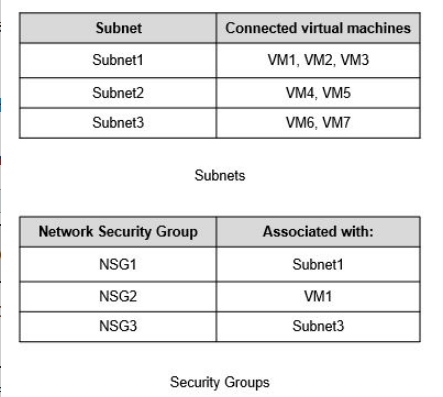 Subnet Connected virtual machines
Subnet1 VM1, VM2, VM3
Subnet2 VM4, VM5
Subnet3 VM6, VM7
Subnets
Network Security Group Associated with:
NSG1 Subnet1
NSG2 VM1
NSG3 Subnet3
Security Groups